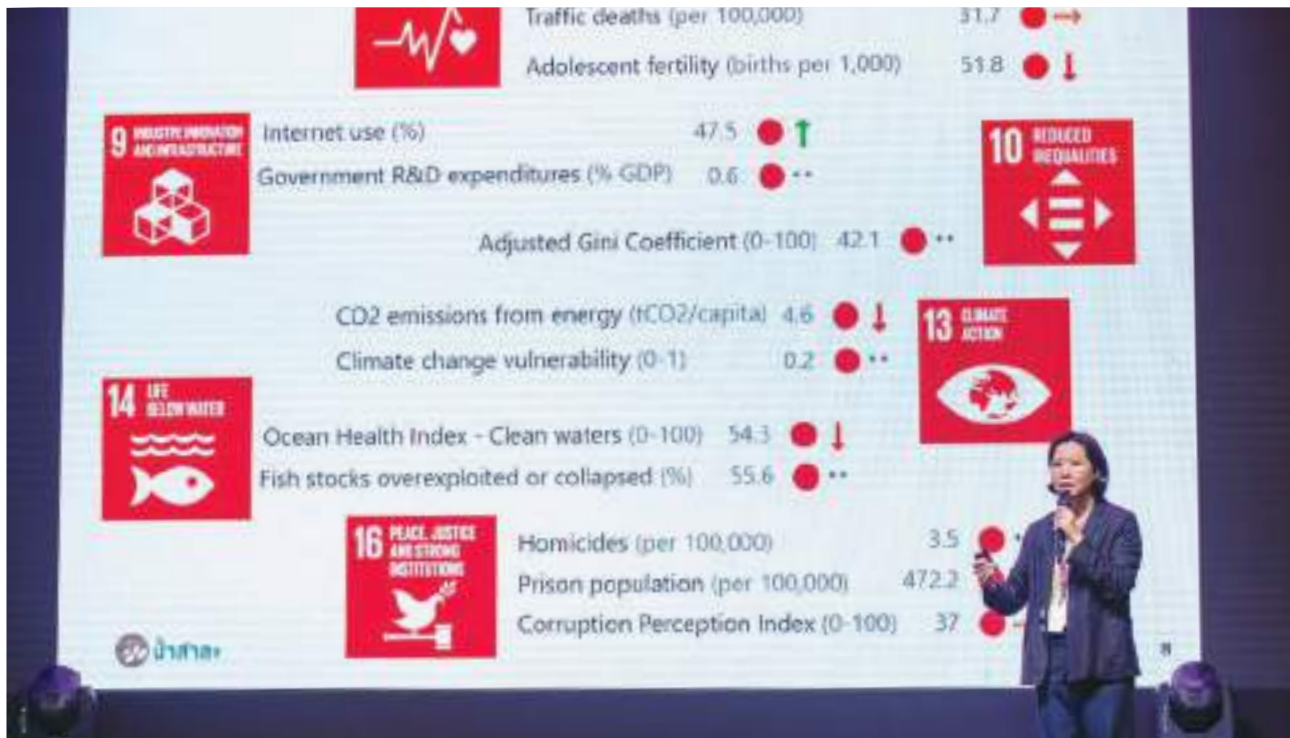 Traffic deaths (per 100,000) 31.7
Adolescent fertility (births per 1,000) 51.8
9 INDUSTRY, INNOVATION
AND INFRASTRUCTURE
Internet use (%) 47.5
Government R&D expenditures (% GDP) 0.6
10 REDUCED
INEQUALITIES
Adjusted Gini Coefficient (0-100) 42.1
CO2 emissions from energy (tCO2/capita) 4.6
Climate change vulnerability (0-1) 0.2
13 CLIMATE
ACTION
14 LIFE
BELOW WATER
Ocean Health Index - Clean waters (0-100) 54.3
Fish stocks overexploited or collapsed (%) 55.6
16 PEACE, JUSTICE
AND STRONG
INSTITUTIONS
Homicides (per 100,000) 3.5
Prison population (per 100,000) 472.2
Corruption Perception Index (0-100) 37
ป่าสาละ
8